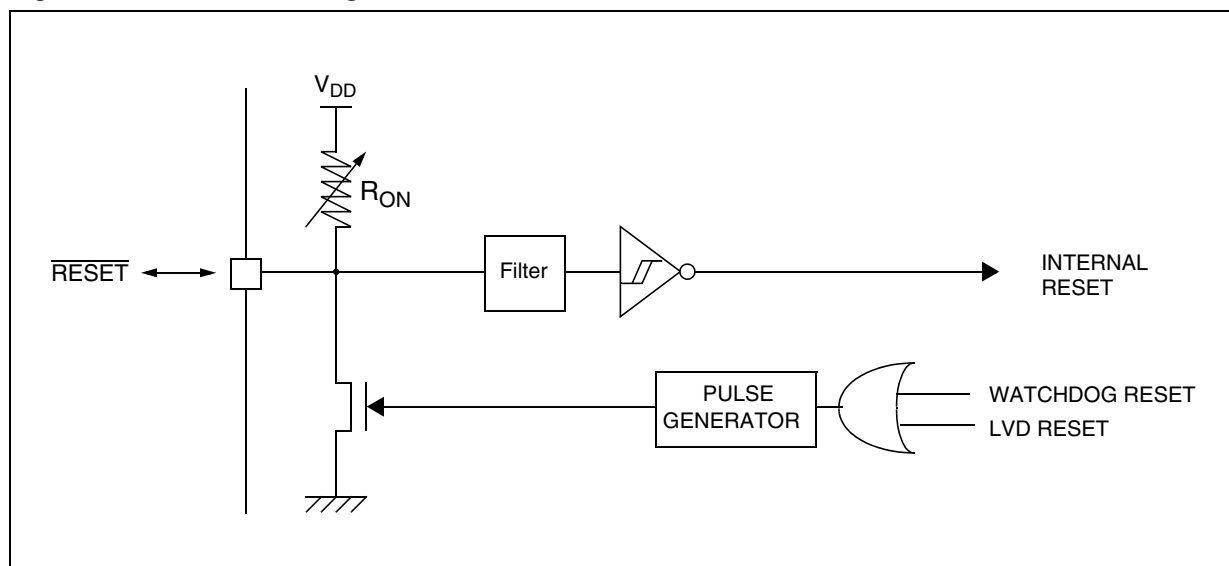 VDD
RON
RESET
Filter
INTERNAL
RESET
PULSE
GENERATOR
WATCHDOG RESET
LVD RESET